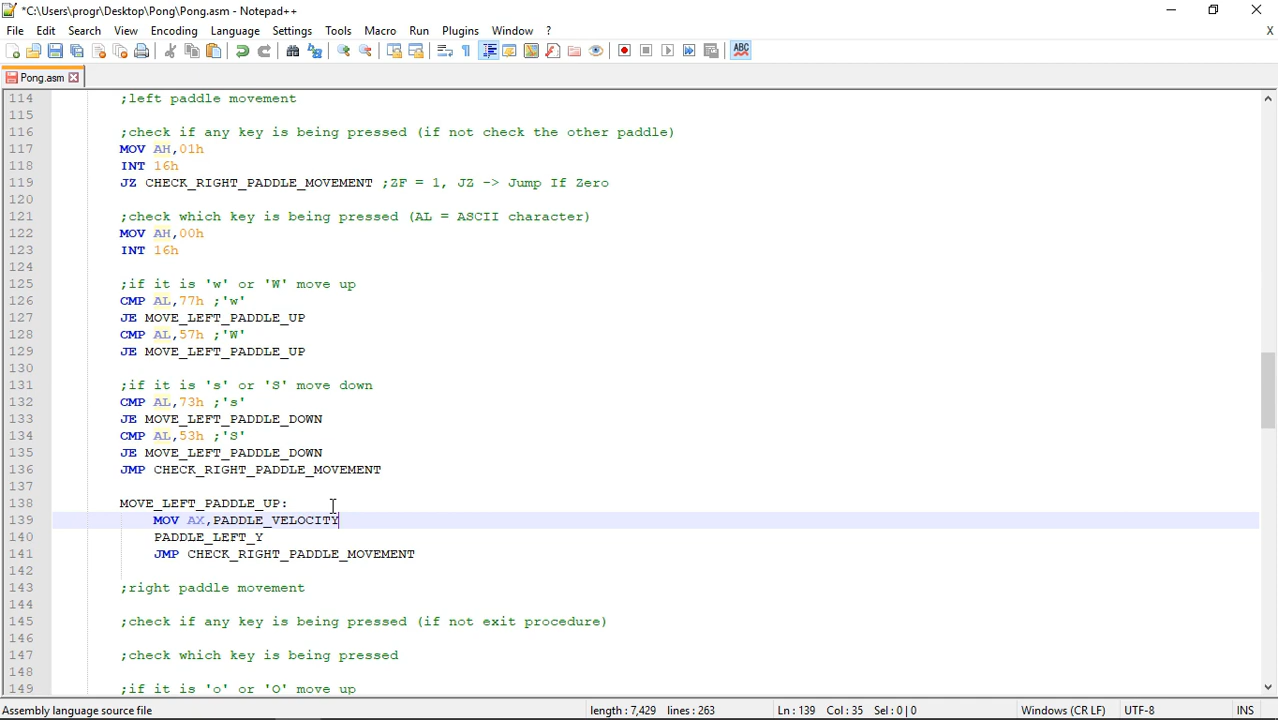 *C:\Users\progr\Desktop\Pong\Pong.asm - Notepad++
File Edit Search View Encoding Language Settings Tools Macro Run Plugins Window ? X
ABC
Pong.asm
114 ;left paddle movement
115
116 ;check if any key is being pressed (if not check the other paddle)
117 MOV AH,01h
118 INT 16h
119 JZ CHECK_RIGHT_PADDLE_MOVEMENT ;ZF = 1, JZ -> Jump If Zero
120
121 ;check which key is being pressed (AL = ASCII character)
122 MOV AH,00h
123 INT 16h
124
125 ;if it is 'w' or 'W' move up
126 CMP AL,77h ;'w'
127 JE MOVE_LEFT_PADDLE_UP
128 CMP AL,57h ;'W'
129 JE MOVE_LEFT_PADDLE_UP
130
131 ;if it is 's' or 'S' move down
132 CMP AL,73h ;'s'
133 JE MOVE_LEFT_PADDLE_DOWN
134 CMP AL,53h ;'S'
135 JE MOVE_LEFT_PADDLE_DOWN
136 JMP CHECK_RIGHT_PADDLE_MOVEMENT
137
138 MOVE_LEFT_PADDLE_UP:
139 MOV AX,PADDLE_VELOCITY
140 PADDLE_LEFT_Y
141 JMP CHECK_RIGHT_PADDLE_MOVEMENT
142
143 ;right paddle movement
144
145 ;check if any key is being pressed (if not exit procedure)
146
147 ;check which key is being pressed
148
149 ;if it is 'o' or 'O' move up
Assembly language source file length : 7,429 lines : 263 Ln : 139 Col : 35 Sel : 0 | 0 Windows (CR LF) UTF-8 INS